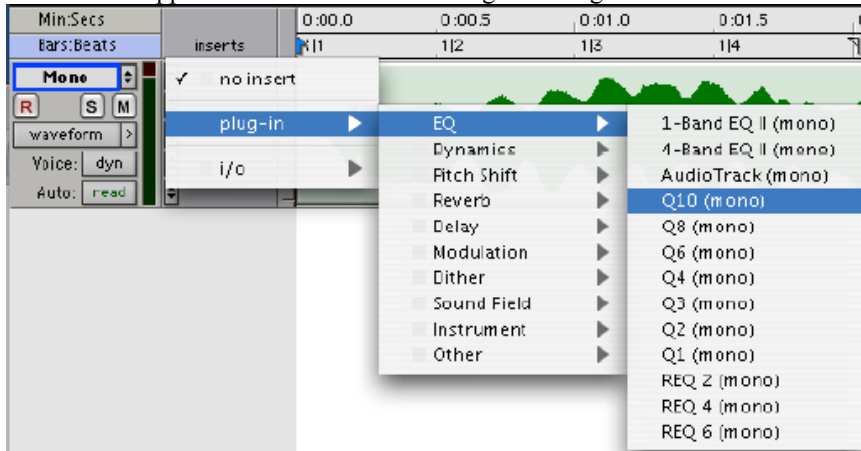 Min:Secs 0:00.0 0:00.5 0:01.0 0:01.5
Bars:Beats inserts 1|1 1|2 1|3 1|4
Mono ✓ no insert
R S M
plug-in EQ 1-Band EQ II (mono)
waveform > Dynamics 4-Band EQ II (mono)
Voice: dyn i/o Pitch Shift AudioTrack (mono)
Auto: read Reverb Q10 (mono)
Delay Q8 (mono)
Modulation Q6 (mono)
Dither Q4 (mono)
Sound Field Q3 (mono)
Instrument Q2 (mono)
Other Q1 (mono)
REQ 2 (mono)
REQ 4 (mono)
REQ 6 (mono)